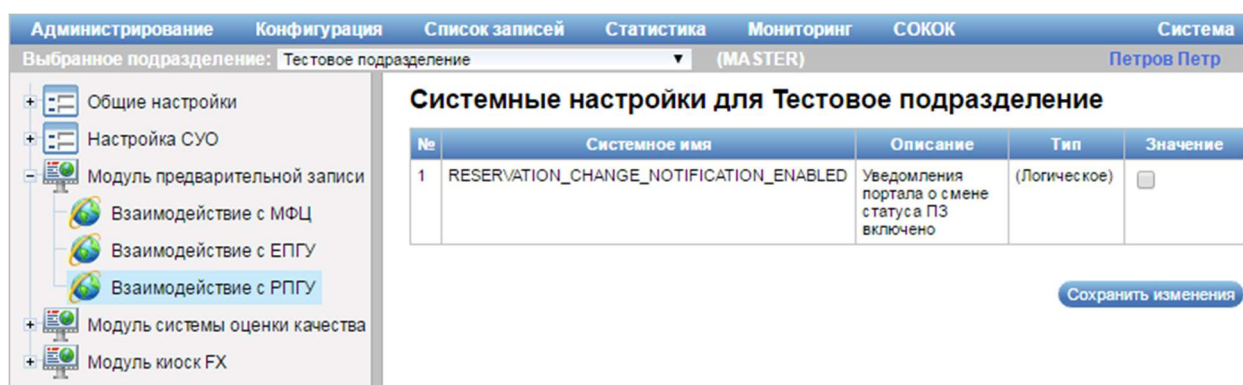 Администрирование Конфигурация Список записей Статистика Мониторинг СОКОК Система
Выбранное подразделение: Тестовое подразделение (MASTER) Петров Петр
Общие настройки
Настройка СУО
Модуль предварительной записи
Взаимодействие с МФЦ
Взаимодействие с ЕПГУ
Взаимодействие с РПГУ
Модуль системы оценки качества
Модуль киоск FX
Системные настройки для Тестовое подразделение
№ Системное имя Описание Тип Значение
1 RESERVATION_CHANGE_NOTIFICATION_ENABLED Уведомления (Логическое)
портала о смене
статуса ПЗ
включено
Сохранить изменения